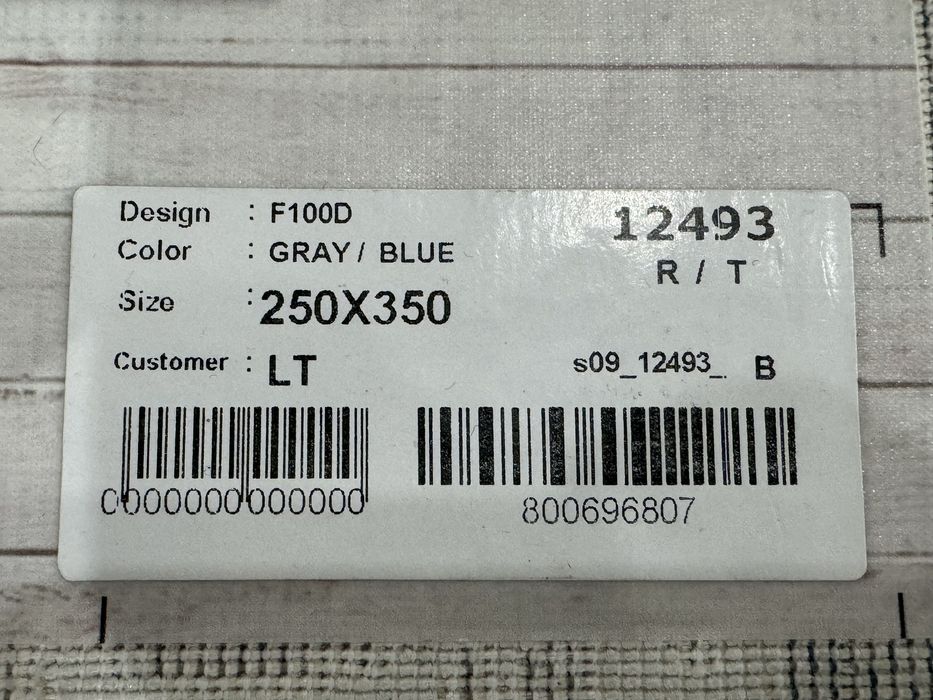 Design : F100D
12493
Color : GRAY / BLUE
R / T
Size : 250X350
Customer : LT
s09_12493_. B
0000000000000
800696807